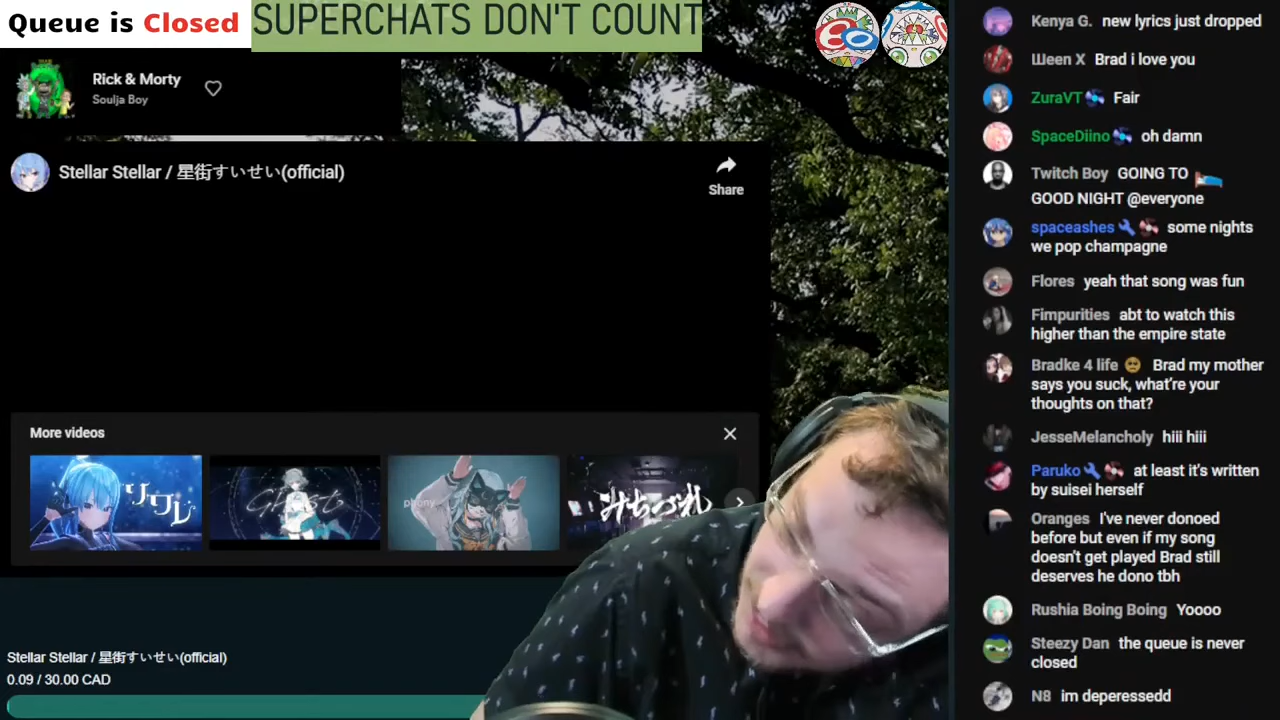 Queue is Closed
SUPERCHATS DON'T COUNT
Rick & Morty
Soulja Boy
Stellar Stellar / 星街すいせい(official)
Share
More videos
GHOST
phony
みちづれ
Stellar Stellar / 星街すいせい(official)
0.09 / 30.00 CAD
Kenya G. new lyrics just dropped
Ween X Brad i love you
ZuraVT Fair
SpaceDiino oh damn
Twitch Boy GOING TO
GOOD NIGHT @everyone
spaceashes some nights
we pop champagne
Flores yeah that song was fun
Fimpurities abt to watch this
higher than the empire state
Bradke 4 life 🥺 Brad my mother
says you suck, what're your
thoughts on that?
JesseMelancholy hiii hiii
Paruko at least it's written
by suisei herself
Oranges I've never donoed
before but even if my song
doesn't get played Brad still
deserves he dono tbh
Rushia Boing Boing Yoooo
Steezy Dan the queue is never
closed
N8 im deperessedd